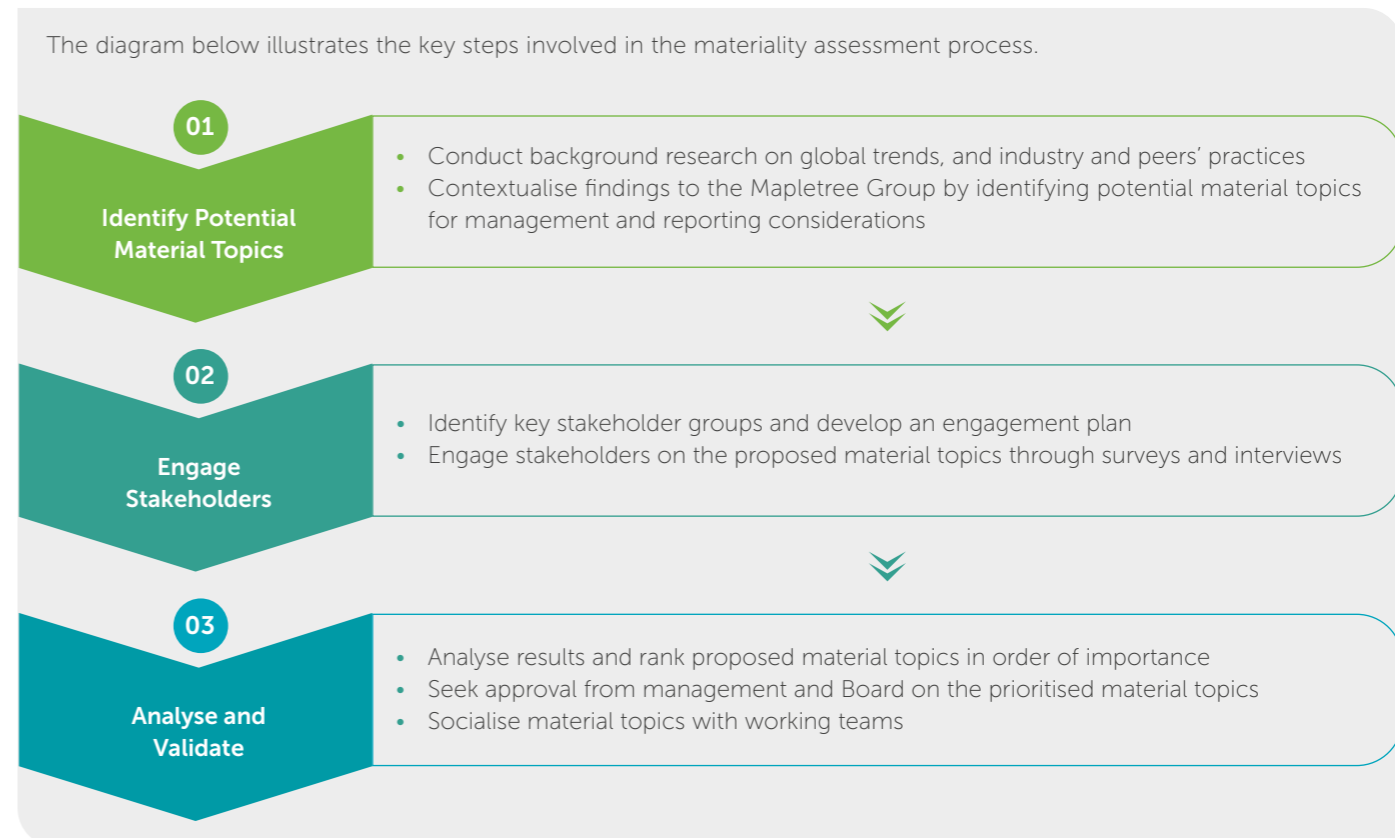 The diagram below illustrates the key steps involved in the materiality assessment process.
01
Identify Potential
Material Topics
• Conduct background research on global trends, and industry and peers’ practices
• Contextualise findings to the Mapletree Group by identifying potential material topics
for management and reporting considerations
02
Engage
Stakeholders
• Identify key stakeholder groups and develop an engagement plan
• Engage stakeholders on the proposed material topics through surveys and interviews
03
Analyse and
Validate
• Analyse results and rank proposed material topics in order of importance
• Seek approval from management and Board on the prioritised material topics
• Socialise material topics with working teams